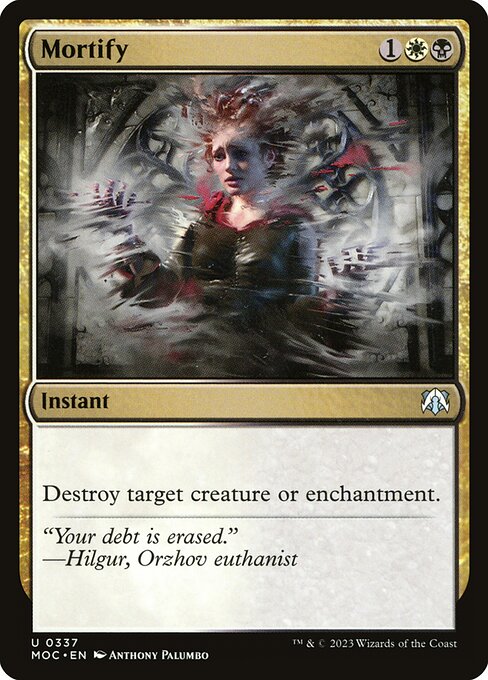 Mortify 1
Instant
Destroy target creature or enchantment.
“Your debt is erased.”
—Hilgur, Orzhov euthanist
U 0337
MOC • EN Anthony Palumbo
™ & © 2023 Wizards of the Coast